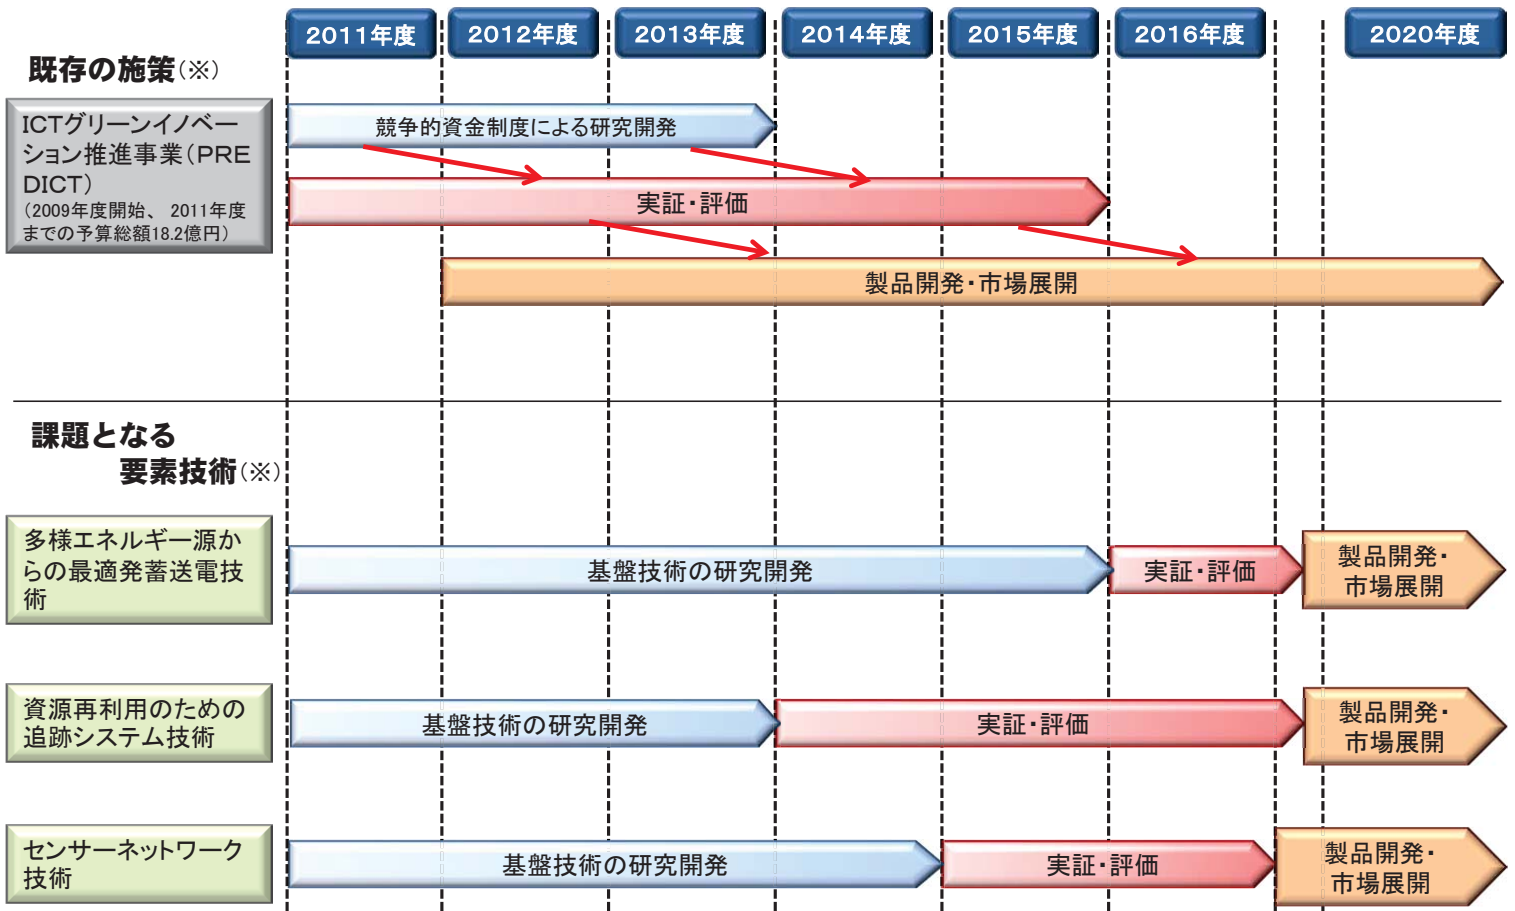 2011年度 2012年度 2013年度 2014年度 2015年度 2016年度 2020年度
既存の施策(※)
ICTグリーンイノベー
ション推進事業(PRE
DICT)
(2009年度開始、 2011年度
までの予算総額18.2億円)
競争的資金制度による研究開発
実証・評価
製品開発・市場展開
課題となる
要素技術(※)
多様エネルギー源か
らの最適発蓄送電技
術
基盤技術の研究開発
実証・評価
製品開発・
市場展開
資源再利用のための
追跡システム技術
基盤技術の研究開発
実証・評価
製品開発・
市場展開
センサーネットワーク
技術
基盤技術の研究開発
実証・評価
製品開発・
市場展開